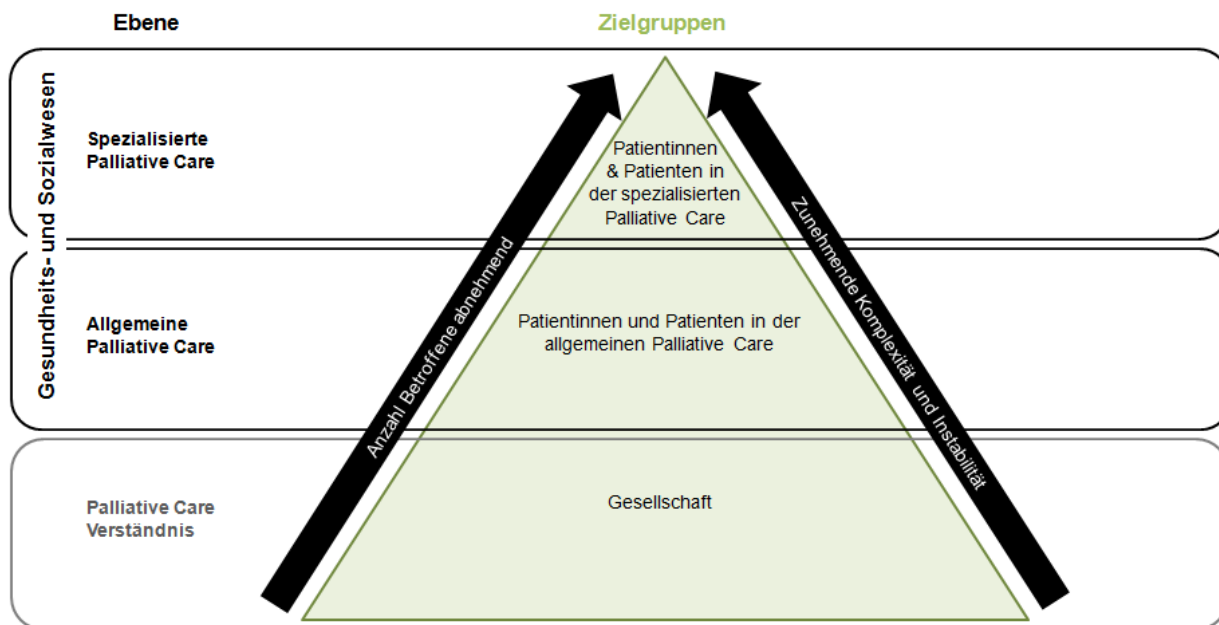 Ebene
Zielgruppen
Gesundheits- und Sozialwesen
Spezialisierte
Palliative Care
Patientinnen
& Patienten in
der spezialisierten
Palliative Care
Anzahl Betroffene abnehmend
Zunehmende Komplexität und Instabilität
Allgemeine
Palliative Care
Patientinnen und Patienten in der
allgemeinen Palliative Care
Palliative Care
Verständnis
Gesellschaft